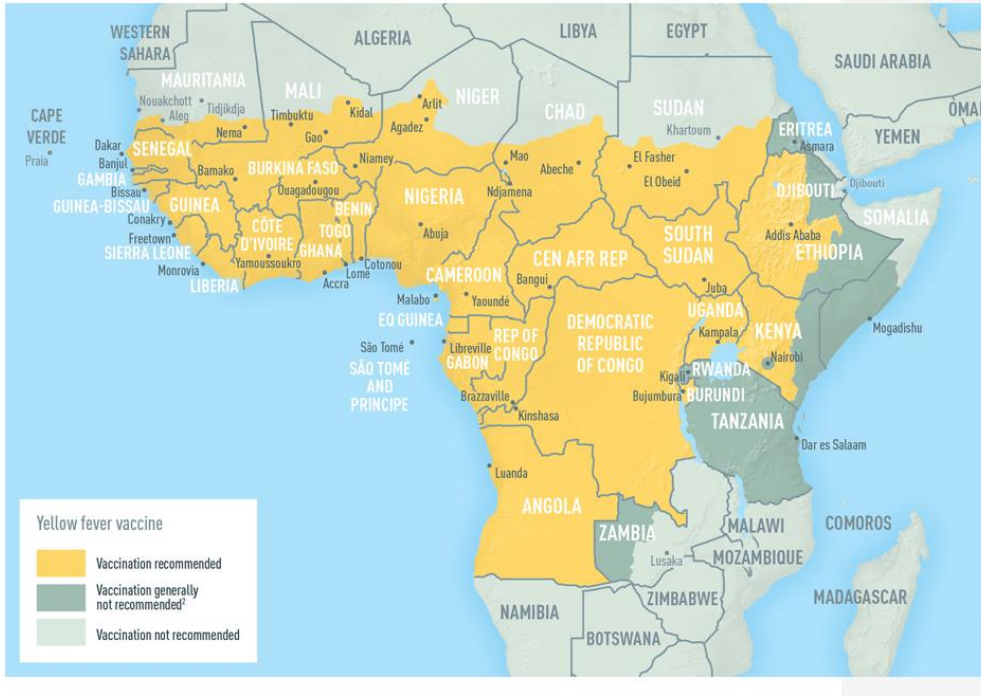 WESTERN
SAHARA
ALGERIA
LIBYA
EGYPT
SAUDI ARABIA
OMAN
MAURITANIA
Nouakchott
Tidjikdja
Aleg
Nema
MALI
Timbuktu
Kidal
Gao
Arlit
Agadez
NIGER
CHAD
SUDAN
Khartoum
ERITREA
Asmara
YEMEN
CAPE
VERDE
Praia
Dakar
SENEGAL
Banjul
GAMBIA
Bissau
GUINEA-BISSAU
Bamako
BURKINA FASO
Ouagadougou
Niamey
Mao
Abeche
Ndjamena
El Fasher
El Obeid
DJIBOUTI
Djibouti
SOMALIA
GUINEA
Conakry
Freetown
SIERRA LEONE
Monrovia
LIBERIA
CÔTE
D'IVOIRE
Yamoussoukro
GHANA
TOGO
BENIN
Accra
Lomé
Cotonou
NIGERIA
Abuja
CAMEROON
Yaoundé
CEN AFR REP
Bangui
SOUTH
SUDAN
Juba
Addis Ababa
ETHIOPIA
Malabo
EQ GUINEA
São Tomé
SÃO TOMÉ
AND
PRINCIPE
Libreville
GABON
REP OF
CONGO
Brazzaville
Kinshasa
DEMOCRATIC
REPUBLIC
OF CONGO
UGANDA
Kampala
KENYA
Nairobi
Mogadishu
Kigali
RWANDA
Bujumbura
BURUNDI
TANZANIA
Dar es Salaam
Luanda
ANGOLA
ZAMBIA
Lusaka
MALAWI
MOZAMBIQUE
COMOROS
MADAGASCAR
ZIMBABWE
NAMIBIA
BOTSWANA
Yellow fever vaccine
Vaccination recommended
Vaccination generally
not recommended²
Vaccination not recommended